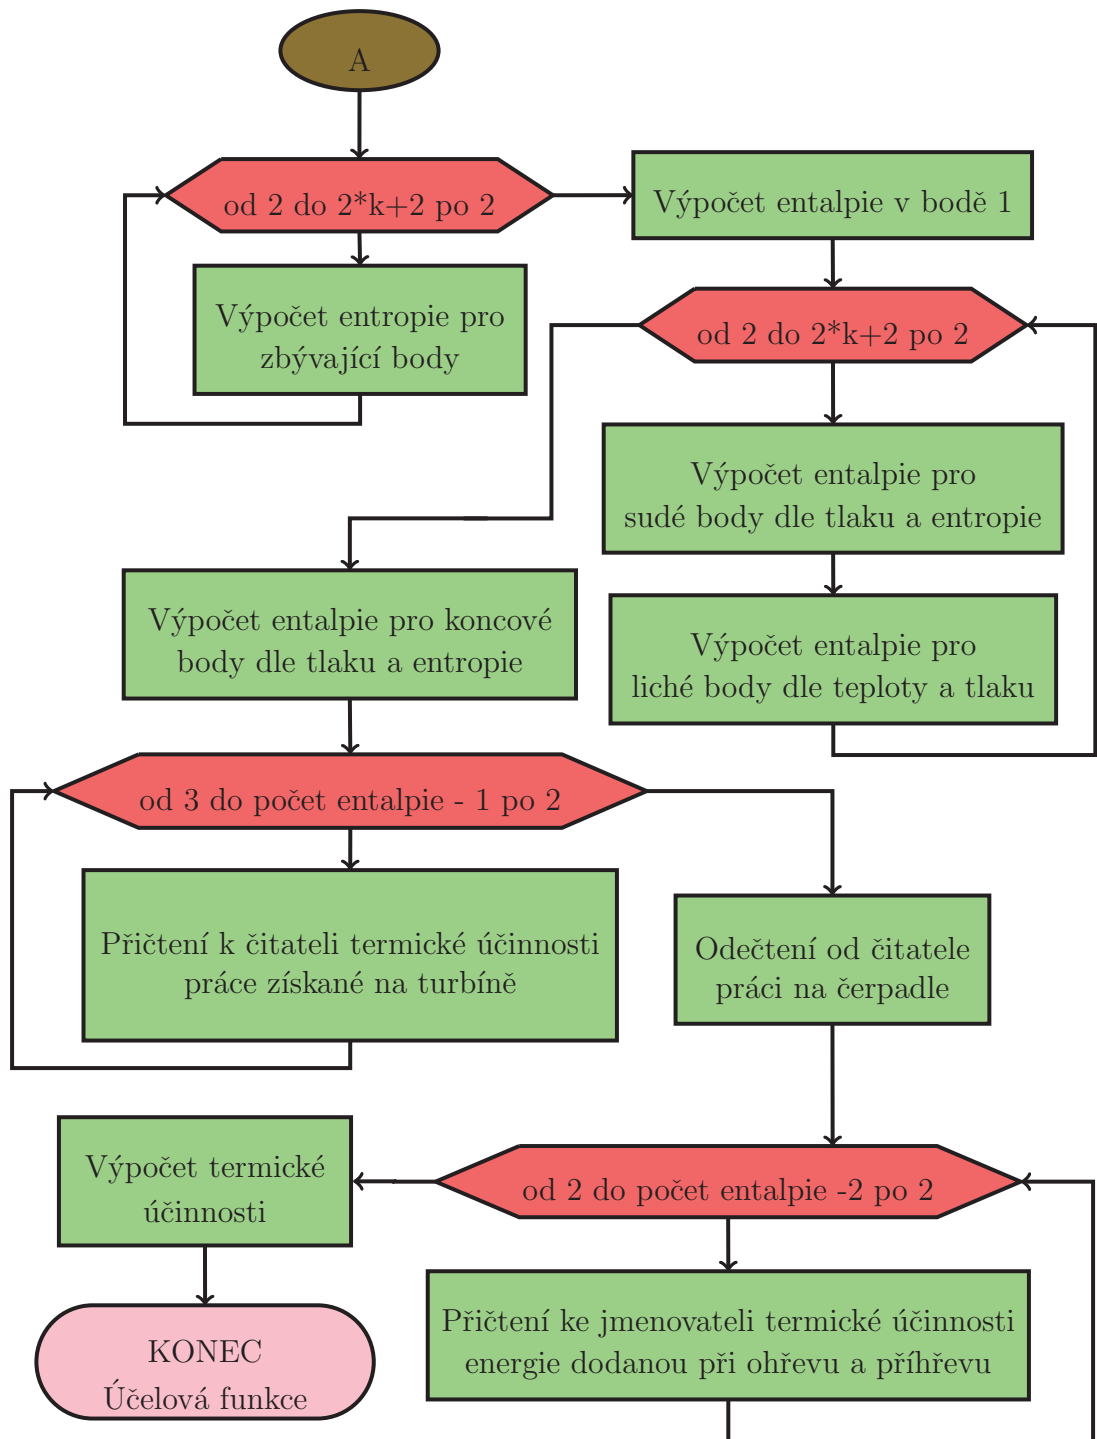 A
od 2 do 2*k+2 po 2
Výpočet entropie pro
zbývající body
Výpočet entalpie v bodě 1
od 2 do 2*k+2 po 2
Výpočet entalpie pro
sudé body dle tlaku a entropie
Výpočet entalpie pro
liché body dle teploty a tlaku
Výpočet entalpie pro koncové
body dle tlaku a entropie
od 3 do počet entalpie - 1 po 2
Přičtení k čitateli termické účinnosti
práce získané na turbíně
Odečtení od čitatele
práci na čerpadle
od 2 do počet entalpie -2 po 2
Přičtení ke jmenovateli termické účinnosti
energie dodanou při ohřevu a příhřevu
Výpočet termické
účinnosti
KONEC
Účelová funkce